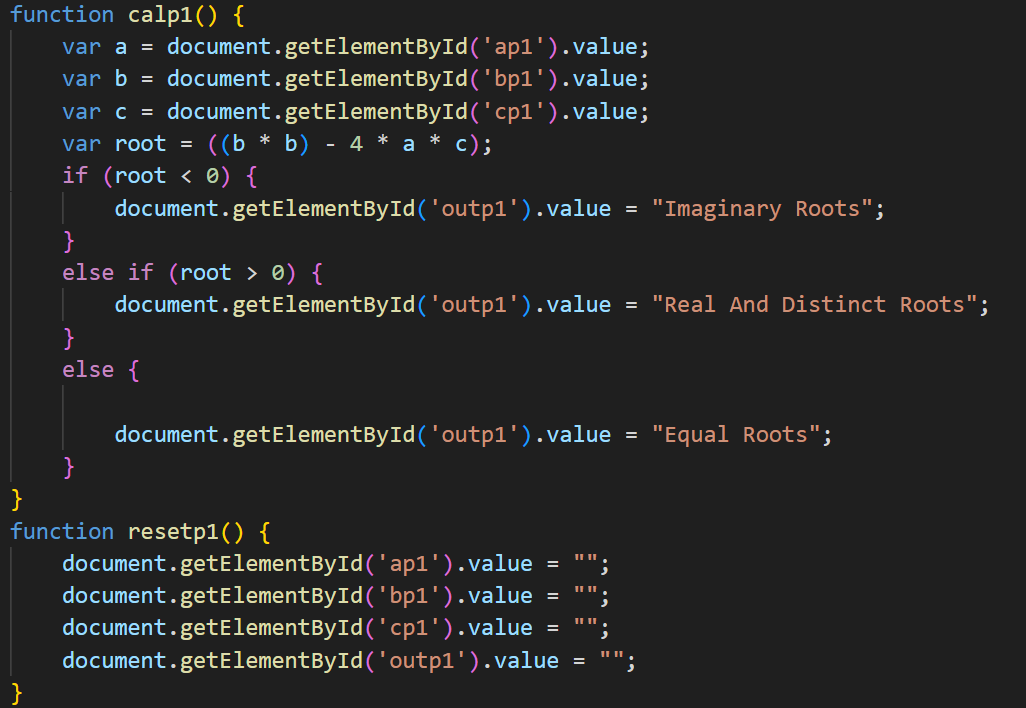 function calp1() {
    var a = document.getElementById('ap1').value;
    var b = document.getElementById('bp1').value;
    var c = document.getElementById('cp1').value;
    var root = ((b * b) - 4 * a * c);
    if (root < 0) {
        document.getElementById('outp1').value = "Imaginary Roots";
    }
    else if (root > 0) {
        document.getElementById('outp1').value = "Real And Distinct Roots";
    }
    else {

        document.getElementById('outp1').value = "Equal Roots";
    }
}
function resetp1() {
    document.getElementById('ap1').value = "";
    document.getElementById('bp1').value = "";
    document.getElementById('cp1').value = "";
    document.getElementById('outp1').value = "";
}